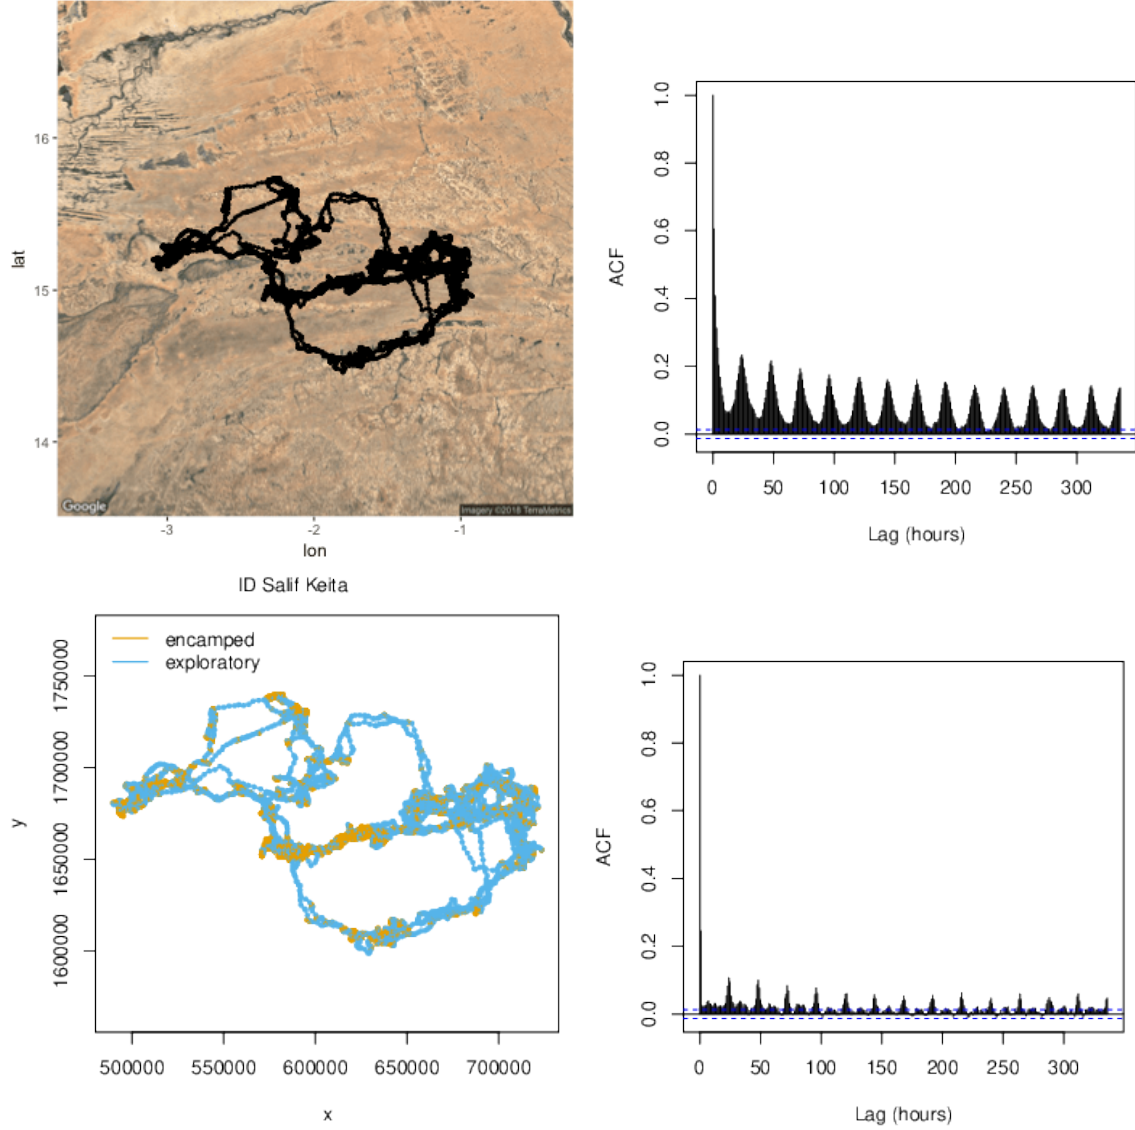 16
15
14
lat
-3
-2
-1
lon
Google
Imagery ©2018 TerraMetrics
1.0
0.8
0.6
0.4
0.2
0.0
ACF
0 50 100 150 200 250 300
Lag (hours)
ID Salif Keita
encamped
exploratory
1750000
1700000
1650000
1600000
y
500000 550000 600000 650000 700000
x
1.0
0.8
0.6
0.4
0.2
0.0
ACF
0 50 100 150 200 250 300
Lag (hours)